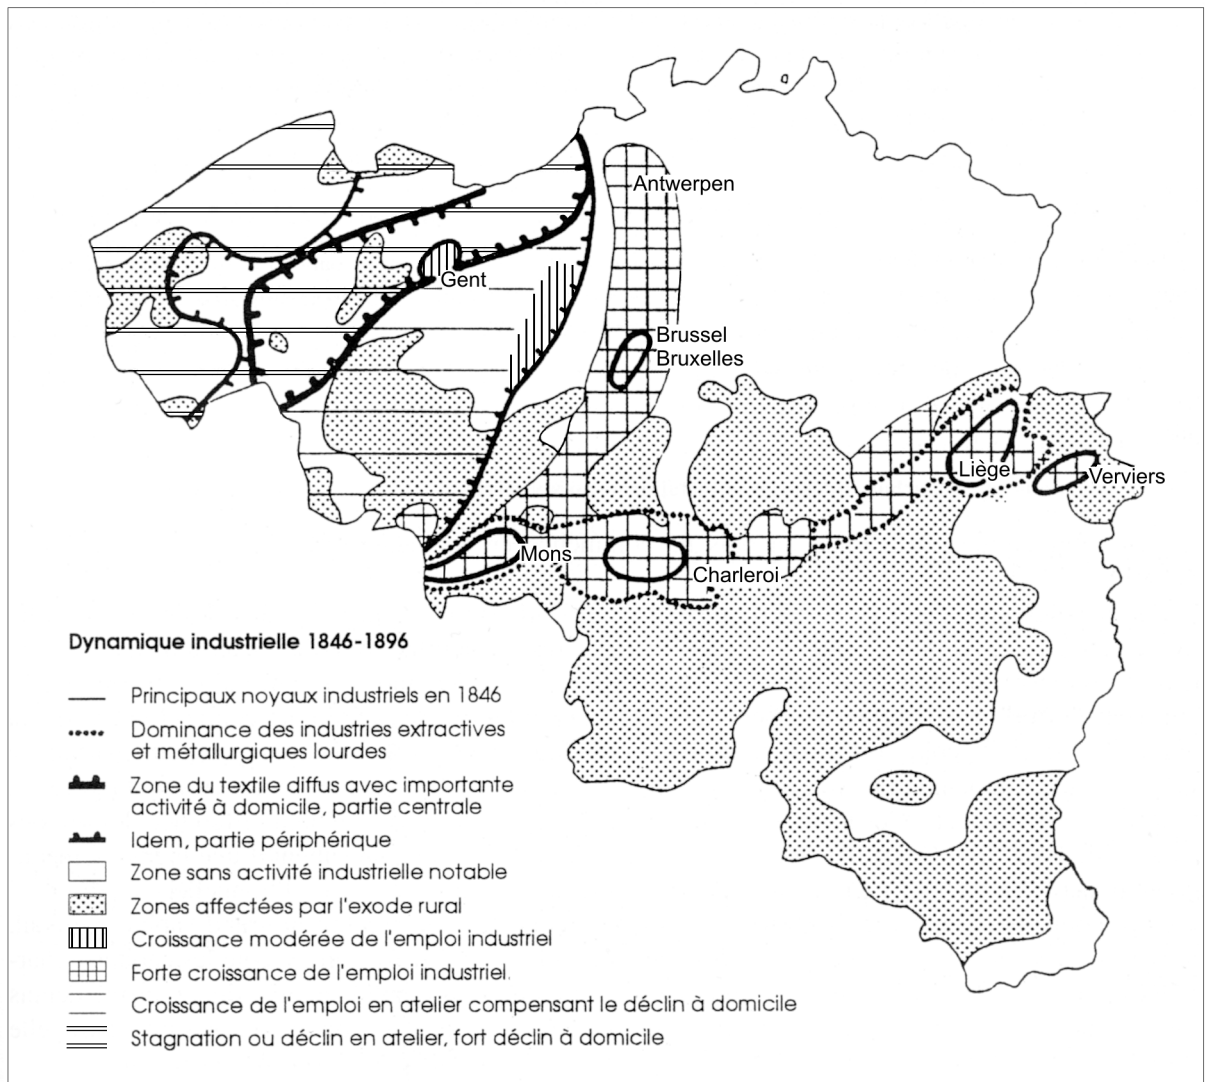 Antwerpen
Gent
Brussel
Bruxelles
Liège
Verviers
Mons
Charleroi
Dynamique industrielle 1846-1896
Principaux noyaux industriels en 1846
Dominance des industries extractives
et métallurgiques lourdes
Zone du textile diffus avec importante
activité à domicile, partie centrale
Idem, partie périphérique
Zone sans activité industrielle notable
Zones affectées par l'exode rural
Croissance modérée de l'emploi industriel
Forte croissance de l'emploi industriel.
Croissance de l'emploi en atelier compensant le déclin à domicile
Stagnation ou déclin en atelier, fort déclin à domicile